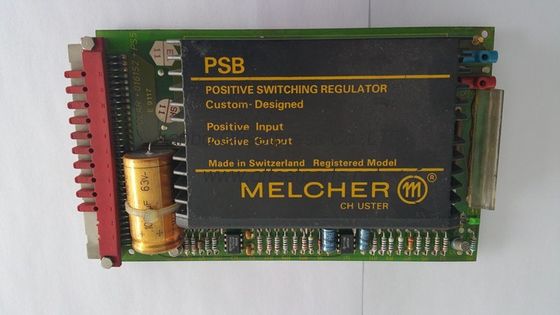 PSB
POSITIVE SWITCHING REGULATOR
Custom-Designed
Positive Input
Positive Output
Made in Switzerland Registered Model
MELCHER m ®
CH USTER
63V-